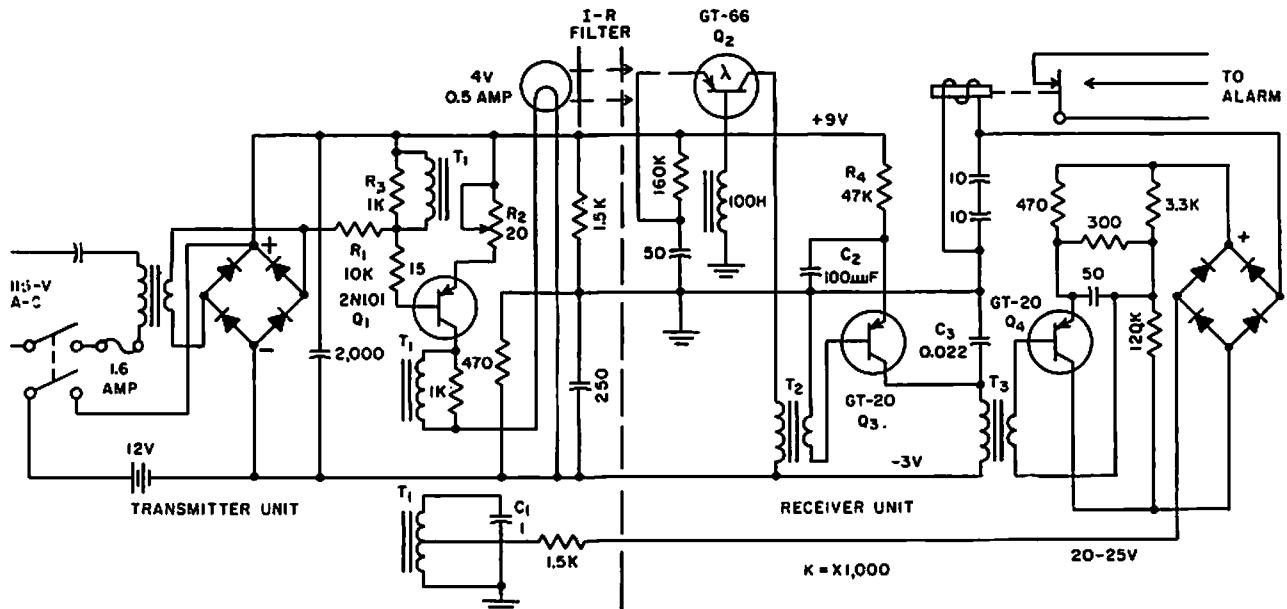 I-R
FILTER
GT-66
Q2
λ
4V
0.5 AMP
TO
ALARM
+9V
T1
R3
1K
R2
20
R1
10K
15
2N101
Q1
1.5K
160K
50
100H
R4
47K
C2
100μμF
10
10
470
300
3.3K
50
120K
+
115-V
A-C
+
-
1.6
AMP
2,000
T1
1K
470
250
T2
GT-20
Q3.
C3
0.022
GT-20
Q4
T3
12V
-3V
TRANSMITTER UNIT
RECEIVER UNIT
T1
C1
1
1.5K
K = X1,000
20-25V